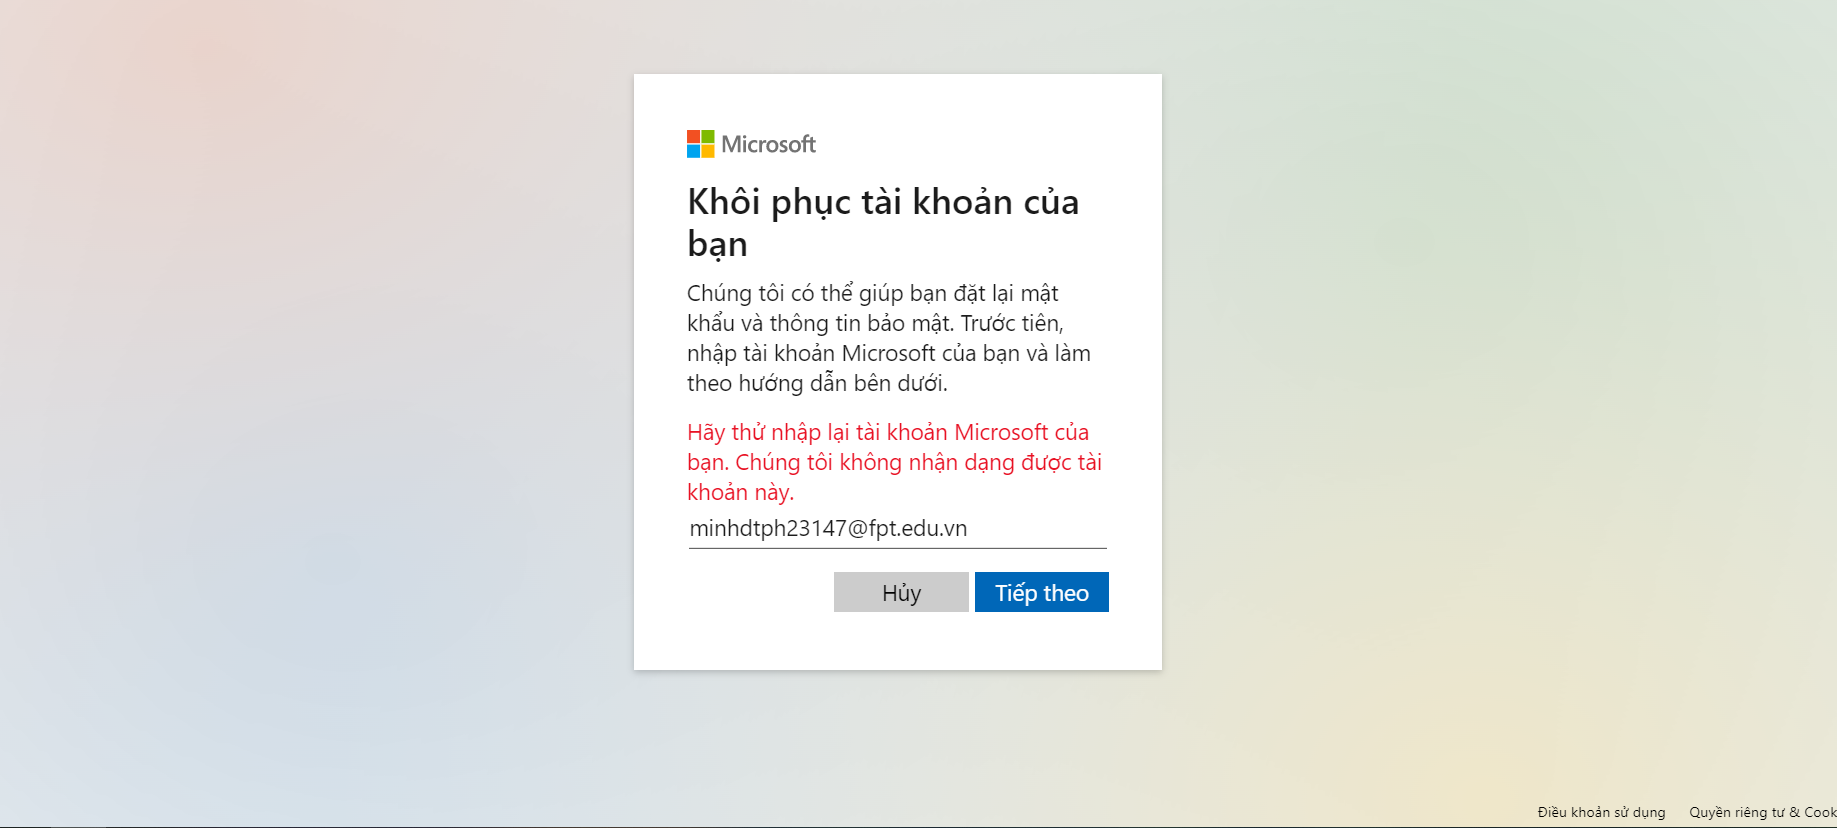 Microsoft
Khôi phục tài khoản của
bạn
Chúng tôi có thể giúp bạn đặt lại mật
khẩu và thông tin bảo mật. Trước tiên,
nhập tài khoản Microsoft của bạn và làm
theo hướng dẫn bên dưới.
Hãy thử nhập lại tài khoản Microsoft của
bạn. Chúng tôi không nhận dạng được tài
khoản này.
minhdtph23147@fpt.edu.vn
Hủy Tiếp theo
Điều khoản sử dụng Quyền riêng tư & Cook